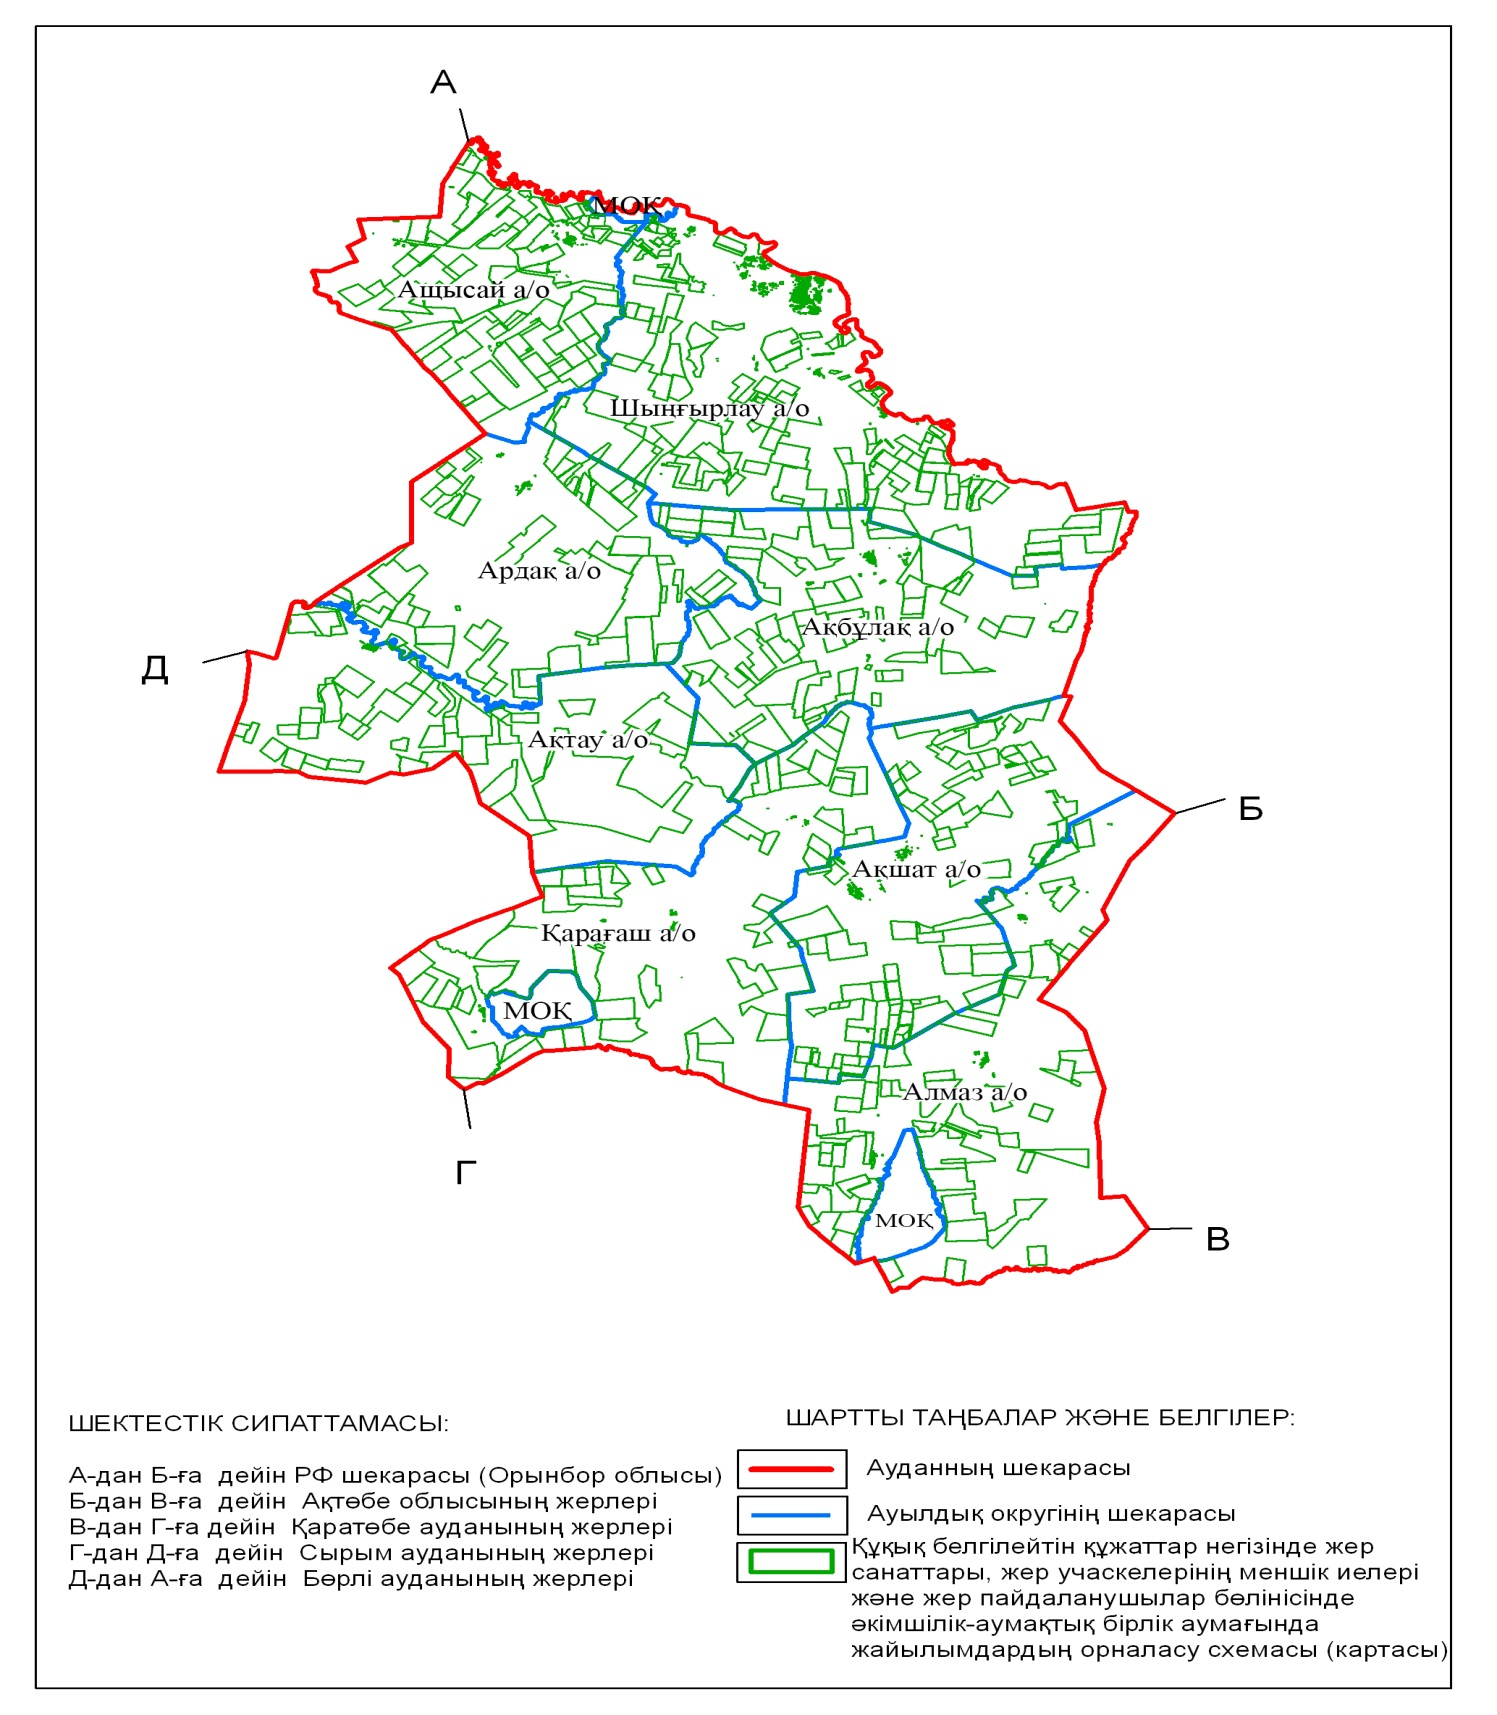 А
МОҚ
Ащысай а/о
Шыңғырлау а/о
Ардақ а/о
Ақбұлақ а/о
Д
Ақтау а/о
Б
Ақшат а/о
Қарағаш а/о
МОҚ
Алмаз а/о
Г
МОҚ
В
ШЕКТЕСТІК СИПАТТАМАСЫ:
А-дан Б-ға дейін РФ шекарасы (Орынбор облысы)
Б-дан В-ға дейін Ақтөбе облысының жерлері
В-дан Г-ға дейін Қаратөбе ауданының жерлері
Г-дан Д-ға дейін Сырым ауданының жерлері
Д-дан А-ға дейін Бөрлі ауданының жерлері
ШАРТТЫ ТАҢБАЛАР ЖӘНЕ БЕЛГІЛЕР:
Ауданның шекарасы
Ауылдық округінің шекарасы
Құқық белгілейтін құжаттар негізінде жер
санаттары, жер учаскелерінің меншік иелері
және жер пайдаланушылар бөлінісінде
әкімшілік-аумақтық бірлік аумағында
жайылымдардың орналасу схемасы (картасы)